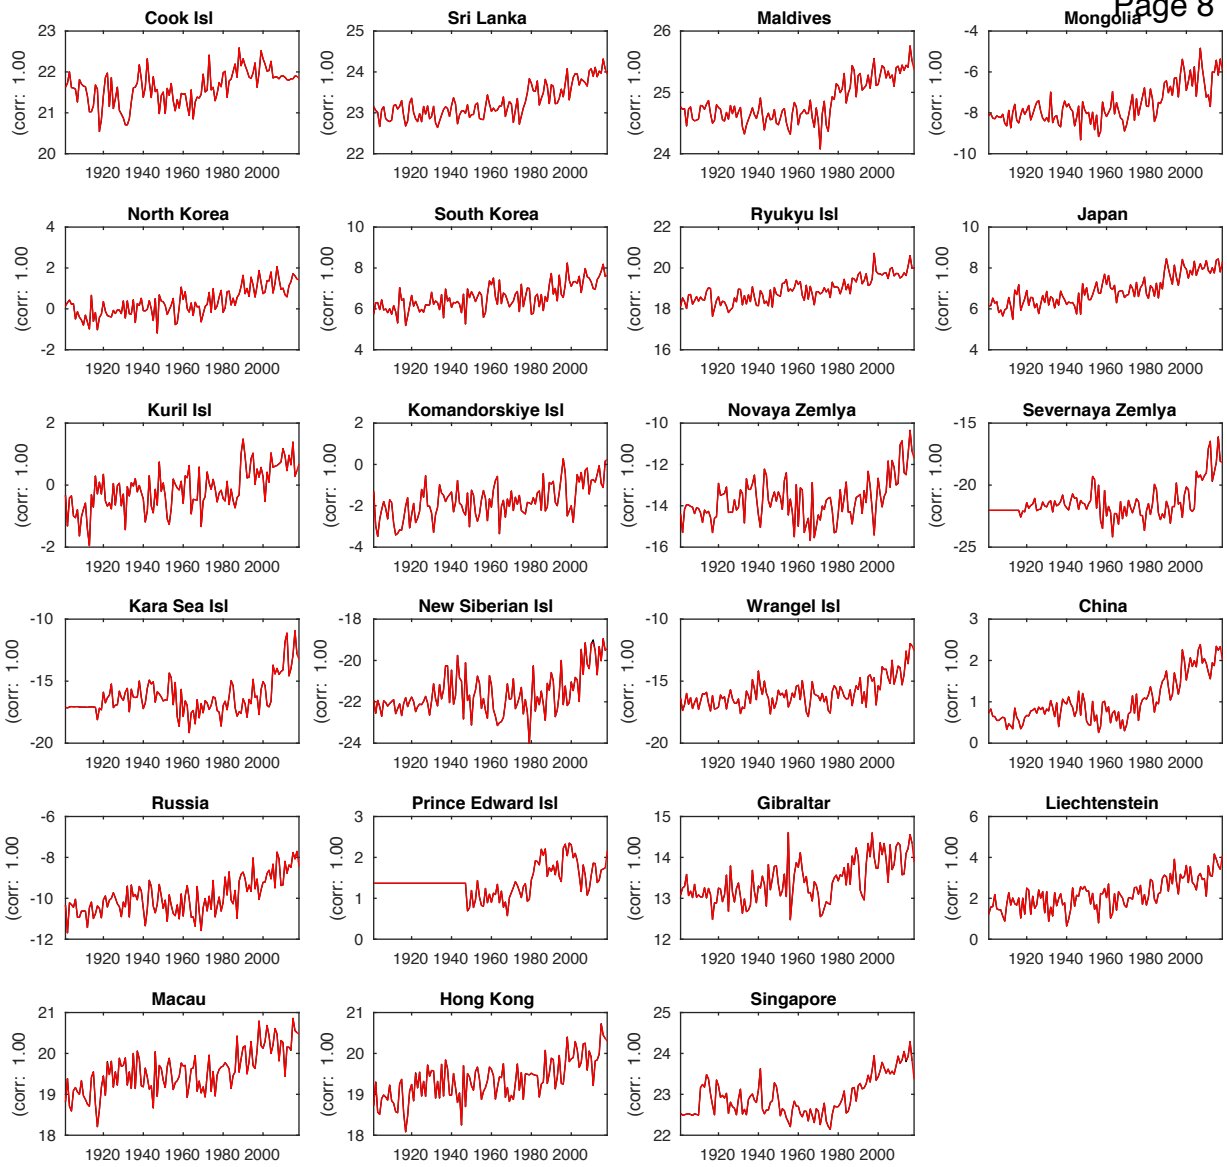 Page 8
Cook Isl
Sri Lanka
Maldives
Mongolia
23
22
21
20
(corr: 1.00
1920 1940 1960 1980 2000
25
24
23
22
(corr: 1.00
1920 1940 1960 1980 2000
26
25
24
(corr: 1.00
1920 1940 1960 1980 2000
-4
-6
-8
-10
(corr: 1.00
1920 1940 1960 1980 2000
North Korea
South Korea
Ryukyu Isl
Japan
4
2
0
-2
(corr: 1.00
1920 1940 1960 1980 2000
10
8
6
4
(corr: 1.00
1920 1940 1960 1980 2000
22
20
18
16
(corr: 1.00
1920 1940 1960 1980 2000
10
8
6
4
(corr: 1.00
1920 1940 1960 1980 2000
Kuril Isl
Komandorskiye Isl
Novaya Zemlya
Severnaya Zemlya
2
0
-2
(corr: 1.00
1920 1940 1960 1980 2000
2
0
-2
-4
(corr: 1.00
1920 1940 1960 1980 2000
-10
-12
-14
-16
(corr: 1.00
1920 1940 1960 1980 2000
-15
-20
-25
(corr: 1.00
1920 1940 1960 1980 2000
Kara Sea Isl
New Siberian Isl
Wrangel Isl
China
-10
-15
-20
(corr: 1.00
1920 1940 1960 1980 2000
-18
-20
-22
-24
(corr: 1.00
1920 1940 1960 1980 2000
-10
-15
-20
(corr: 1.00
1920 1940 1960 1980 2000
3
2
1
0
(corr: 1.00
1920 1940 1960 1980 2000
Russia
Prince Edward Isl
Gibraltar
Liechtenstein
-6
-8
-10
-12
(corr: 1.00
1920 1940 1960 1980 2000
3
2
1
0
(corr: 1.00
1920 1940 1960 1980 2000
15
14
13
12
(corr: 1.00
1920 1940 1960 1980 2000
6
4
2
0
(corr: 1.00
1920 1940 1960 1980 2000
Macau
Hong Kong
Singapore
21
20
19
18
(corr: 1.00
1920 1940 1960 1980 2000
21
20
19
18
(corr: 1.00
1920 1940 1960 1980 2000
25
24
23
22
(corr: 1.00
1920 1940 1960 1980 2000